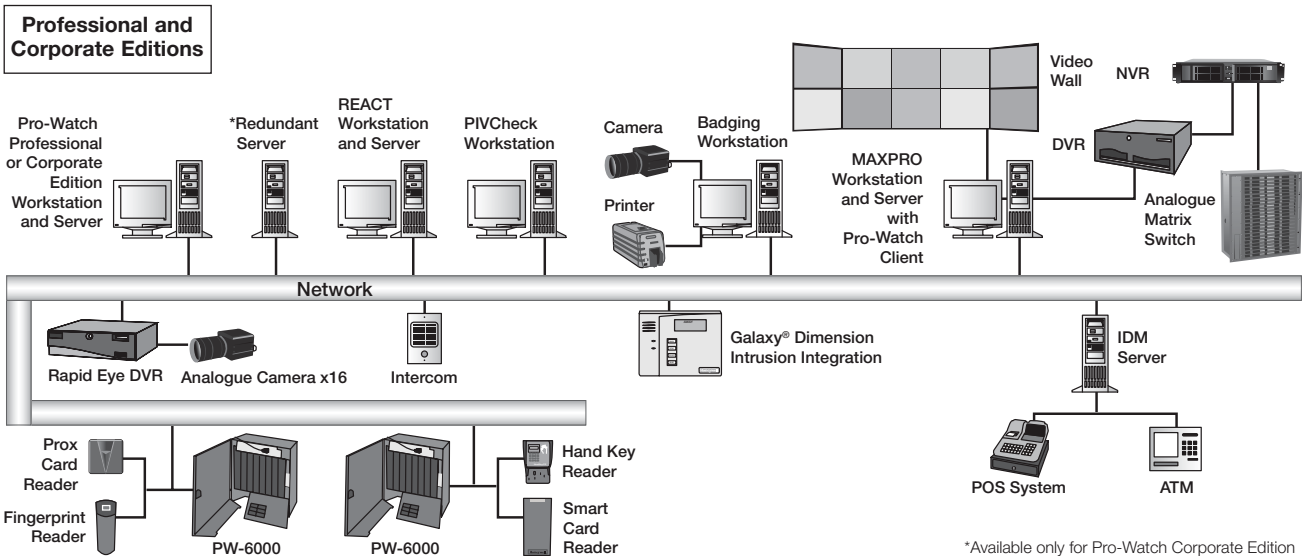 Professional and
Corporate Editions
Pro-Watch
Professional
or Corporate
Edition
Workstation
and Server
*Redundant
Server
REACT
Workstation
and Server
PIVCheck
Workstation
Camera
Printer
Badging
Workstation
MAXPRO
Workstation
and Server
with
Pro-Watch
Client
Video
Wall
NVR
DVR
Analogue
Matrix
Switch
Network
Rapid Eye DVR
Analogue Camera x16
Intercom
Galaxy® Dimension
Intrusion Integration
IDM
Server
Prox
Card
Reader
Fingerprint
Reader
PW-6000
PW-6000
Hand Key
Reader
Smart
Card
Reader
POS System
ATM
*Available only for Pro-Watch Corporate Edition